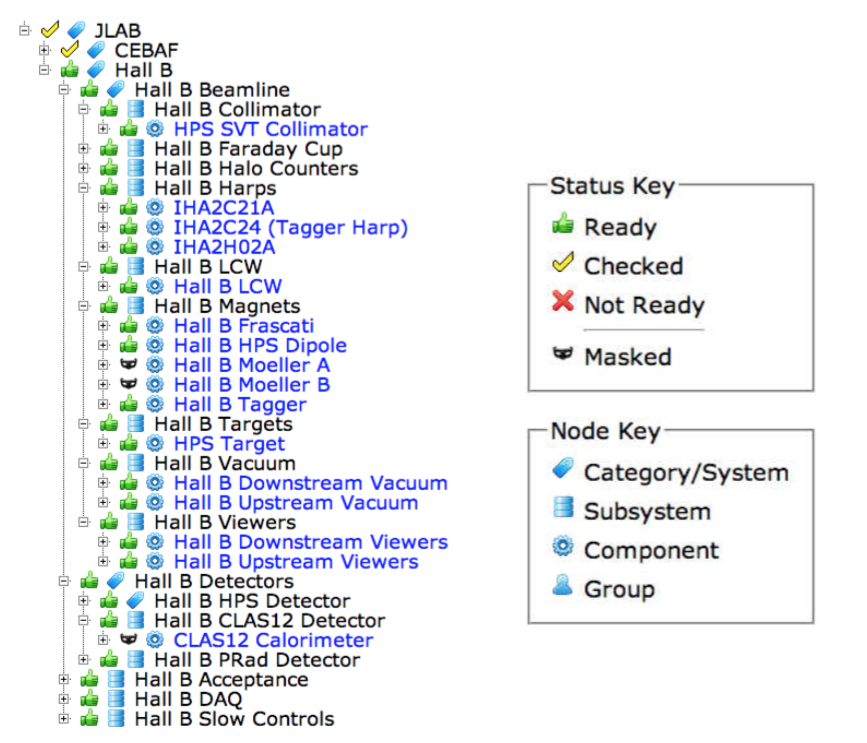 JLAB
CEBAF
Hall B
Hall B Beamline
Hall B Collimator
HPS SVT Collimator
Hall B Faraday Cup
Hall B Halo Counters
Hall B Harps
IHA2C21A
IHA2C24 (Tagger Harp)
IHA2H02A
Hall B LCW
Hall B LCW
Hall B Magnets
Hall B Frascati
Hall B HPS Dipole
Hall B Moeller A
Hall B Moeller B
Hall B Tagger
Hall B Targets
HPS Target
Hall B Vacuum
Hall B Downstream Vacuum
Hall B Upstream Vacuum
Hall B Viewers
Hall B Downstream Viewers
Hall B Upstream Viewers
Hall B Detectors
Hall B HPS Detector
Hall B CLAS12 Detector
CLAS12 Calorimeter
Hall B PRad Detector
Hall B Acceptance
Hall B DAQ
Hall B Slow Controls
Status Key
Ready
Checked
Not Ready
Masked
Node Key
Category/System
Subsystem
Component
Group